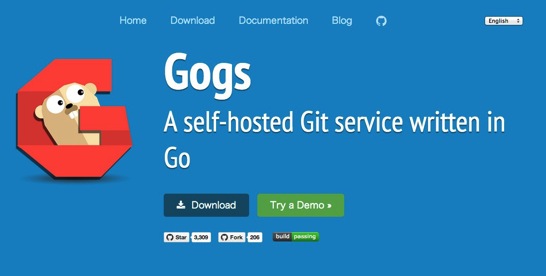 Home Download Documentation Blog English
Gogs
A self-hosted Git service written in
Go
Download Try a Demo »
Star 3,309 Fork 206 build passing